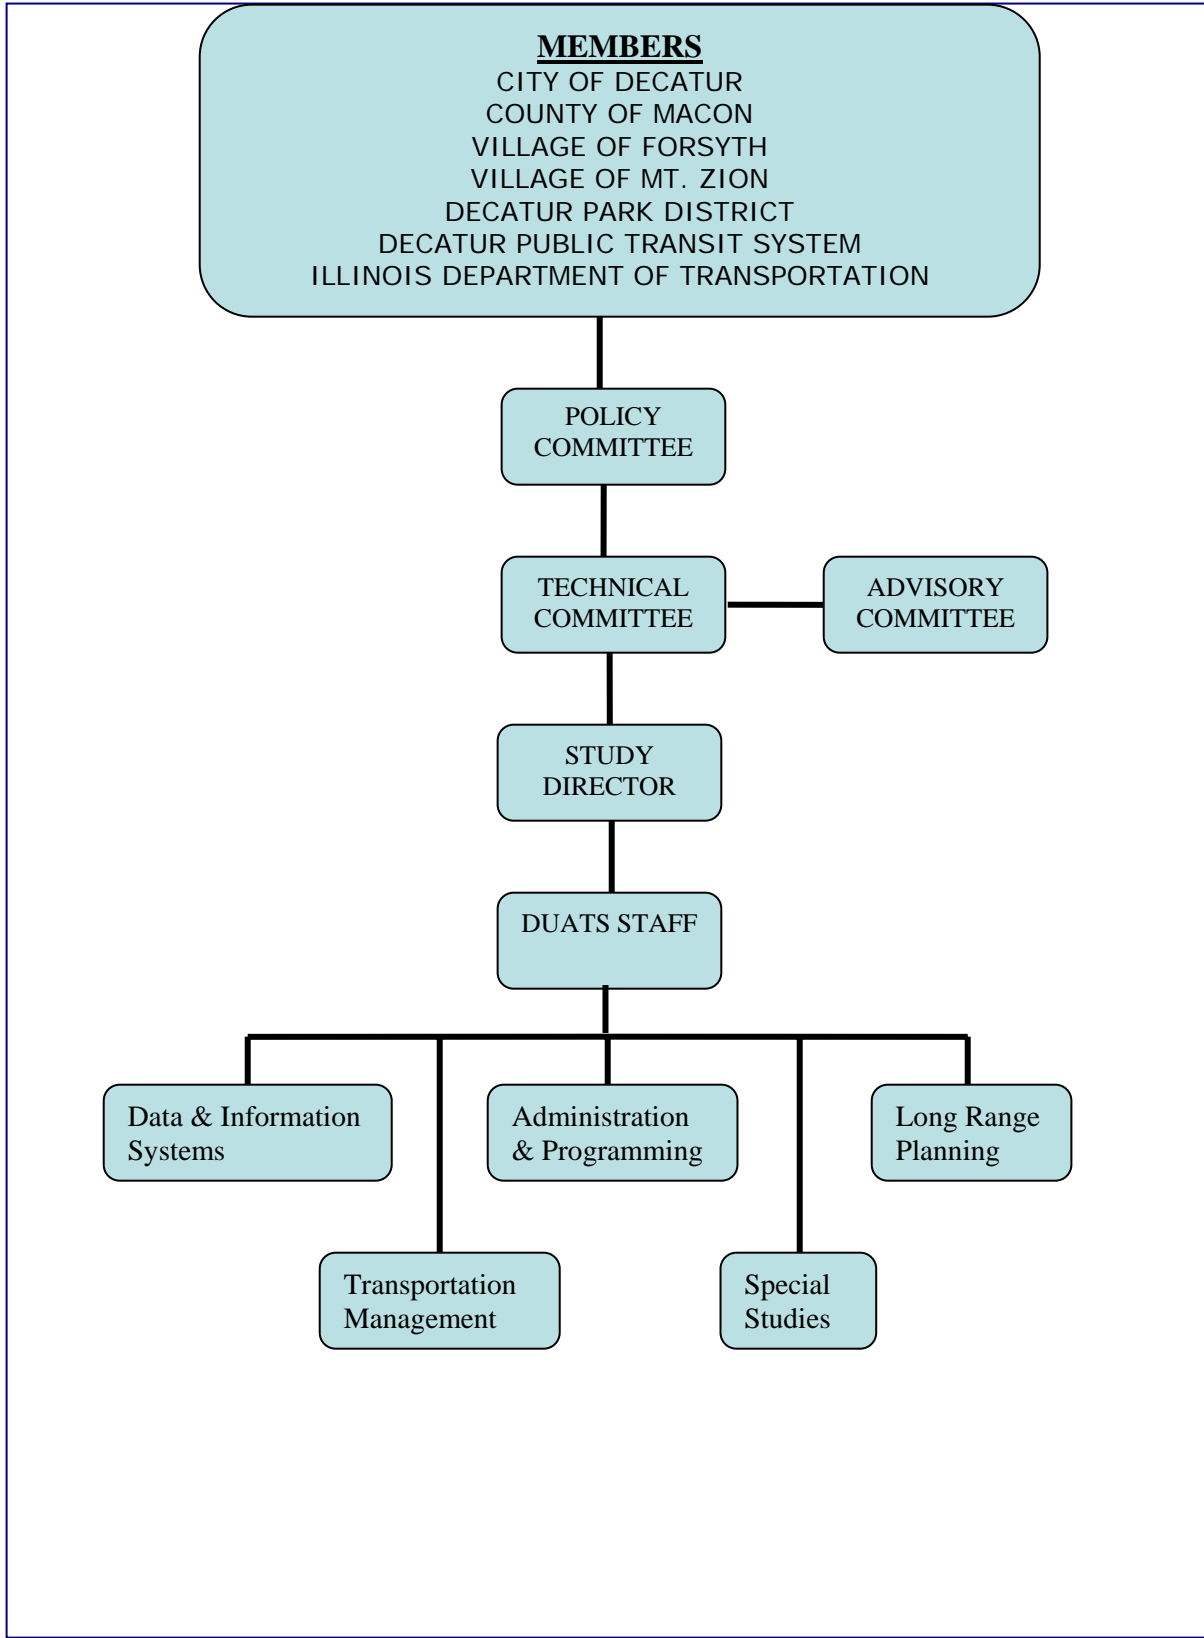 MEMBERS
CITY OF DECATUR
COUNTY OF MACON
VILLAGE OF FORSYTH
VILLAGE OF MT. ZION
DECATUR PARK DISTRICT
DECATUR PUBLIC TRANSIT SYSTEM
ILLINOIS DEPARTMENT OF TRANSPORTATION
POLICY
COMMITTEE
TECHNICAL
COMMITTEE
ADVISORY
COMMITTEE
STUDY
DIRECTOR
DUATS STAFF
Data & Information
Systems
Administration
& Programming
Long Range
Planning
Transportation
Management
Special
Studies